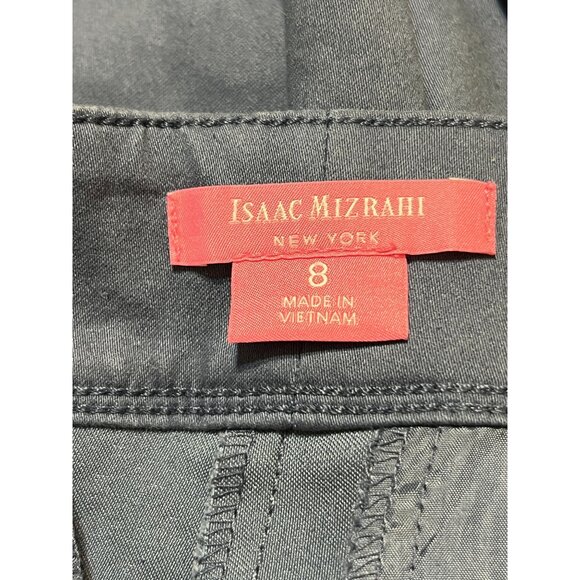 ISAAC MIZRAHI
NEW YORK
8
MADE IN
VIETNAM